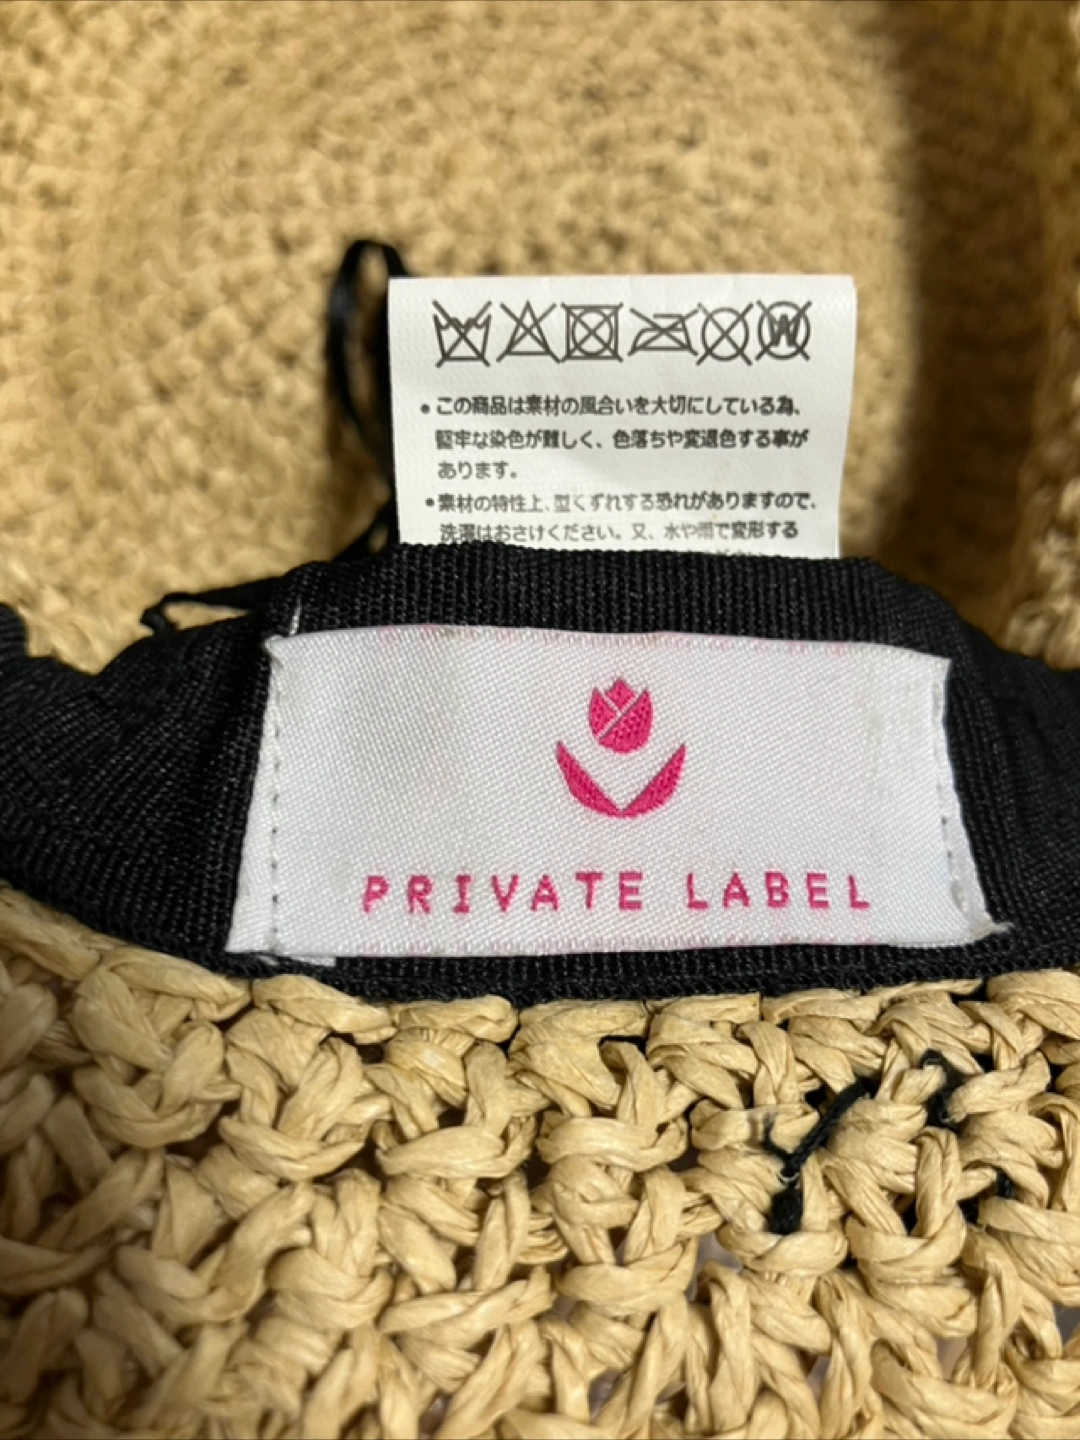 W
• この商品は素材の風合いを大切にしている為、
堅牢な染色が難しく、色落ちや変退色する事が
あります。
• 素材の特性上、型くずれする恐れがありますので、
洗濯はおさけください。又、水や雨で変形する
PRIVATE LABEL